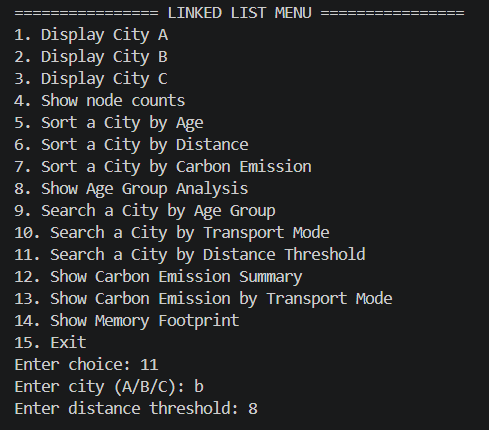 ================ LINKED LIST MENU ================
1. Display City A
2. Display City B
3. Display City C
4. Show node counts
5. Sort a City by Age
6. Sort a City by Distance
7. Sort a City by Carbon Emission
8. Show Age Group Analysis
9. Search a City by Age Group
10. Search a City by Transport Mode
11. Search a City by Distance Threshold
12. Show Carbon Emission Summary
13. Show Carbon Emission by Transport Mode
14. Show Memory Footprint
15. Exit
Enter choice: 11
Enter city (A/B/C): b
Enter distance threshold: 8